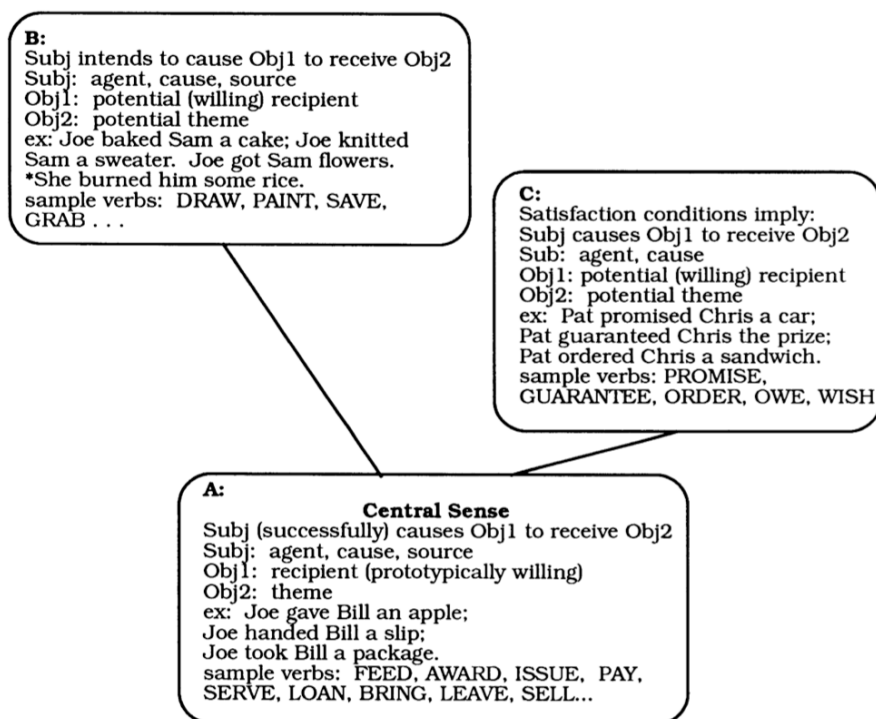 B:
Subj intends to cause Obj1 to receive Obj2
Subj: agent, cause, source
Obj1: potential (willing) recipient
Obj2: potential theme
ex: Joe baked Sam a cake; Joe knitted
Sam a sweater. Joe got Sam flowers.
*She burned him some rice.
sample verbs: DRAW, PAINT, SAVE,
GRAB . . .
C:
Satisfaction conditions imply:
Subj causes Obj1 to receive Obj2
Sub: agent, cause
Obj1: potential (willing) recipient
Obj2: potential theme
ex: Pat promised Chris a car;
Pat guaranteed Chris the prize;
Pat ordered Chris a sandwich.
sample verbs: PROMISE,
GUARANTEE, ORDER, OWE, WISH
A:
Central Sense
Subj (successfully) causes Obj1 to receive Obj2
Subj: agent, cause, source
Obj1: recipient (prototypically willing)
Obj2: theme
ex: Joe gave Bill an apple;
Joe handed Bill a slip;
Joe took Bill a package.
sample verbs: FEED, AWARD, ISSUE, PAY,
SERVE, LOAN, BRING, LEAVE, SELL...